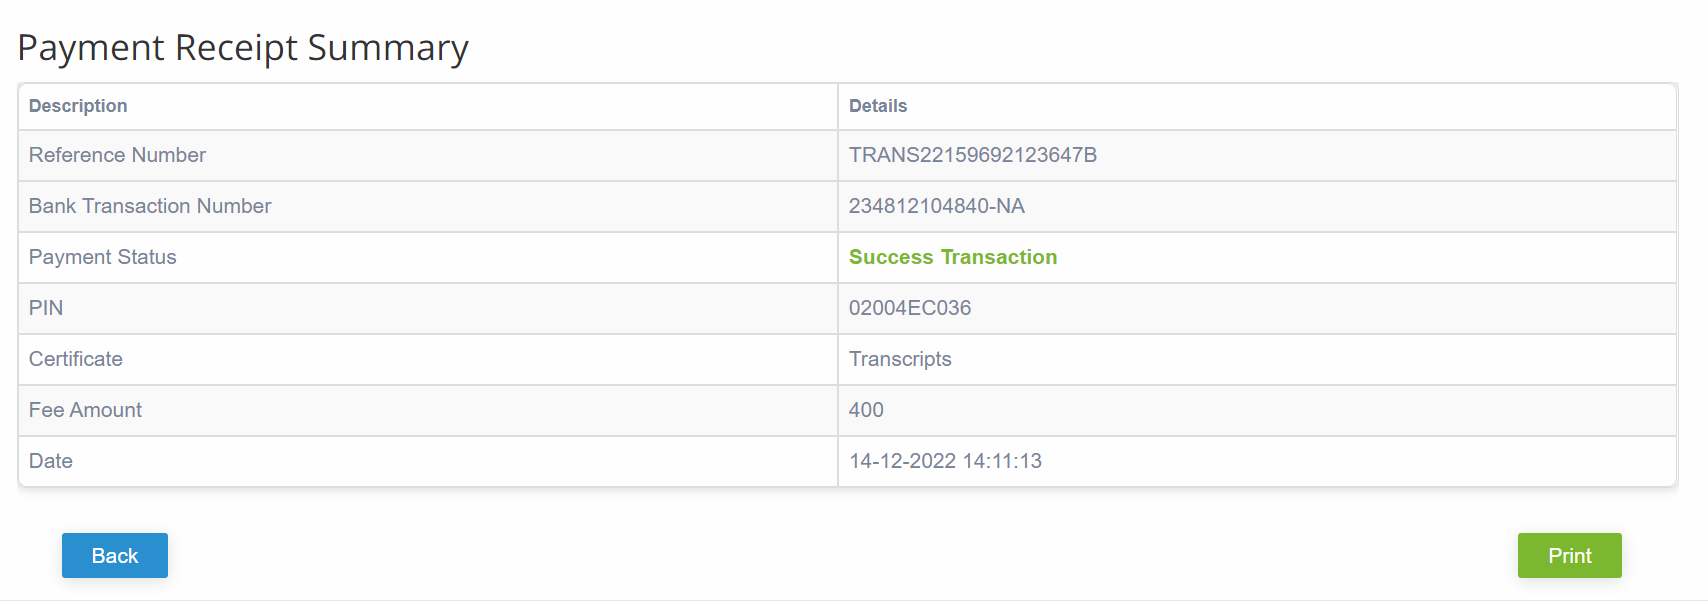 Payment Receipt Summary
Description Details
Reference Number TRANS22159692123647B
Bank Transaction Number 234812104840-NA
Payment Status Success Transaction
PIN 02004EC036
Certificate Transcripts
Fee Amount 400
Date 14-12-2022 14:11:13
Back Print